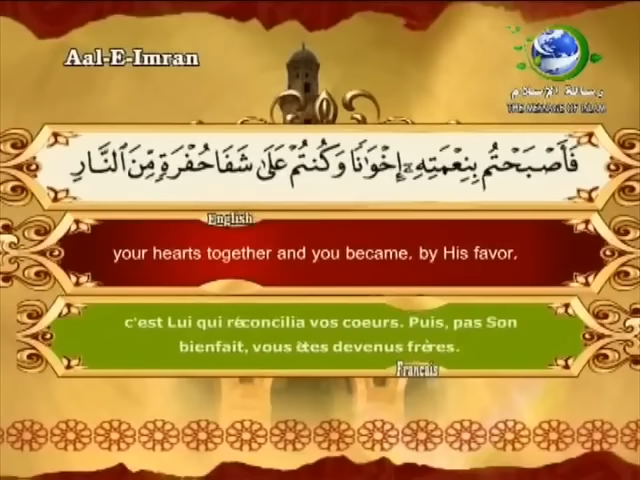 Aal-E-Imran
رسالة الإسلام
THE MESSAGE OF ISLAM
فَأَصْبَحْتُم بِنِعْمَتِهِۦٓ إِخْوَٰنًا وَكُنتُمْ عَلَىٰ شَفَا حُفْرَةٍ مِّنَ ٱلنَّارِ
English
your hearts together and you became. by His favor.
c'est Lui qui réconcilia vos coeurs. Puis, pas Son
bienfait, vous êtes devenus frères.
Français